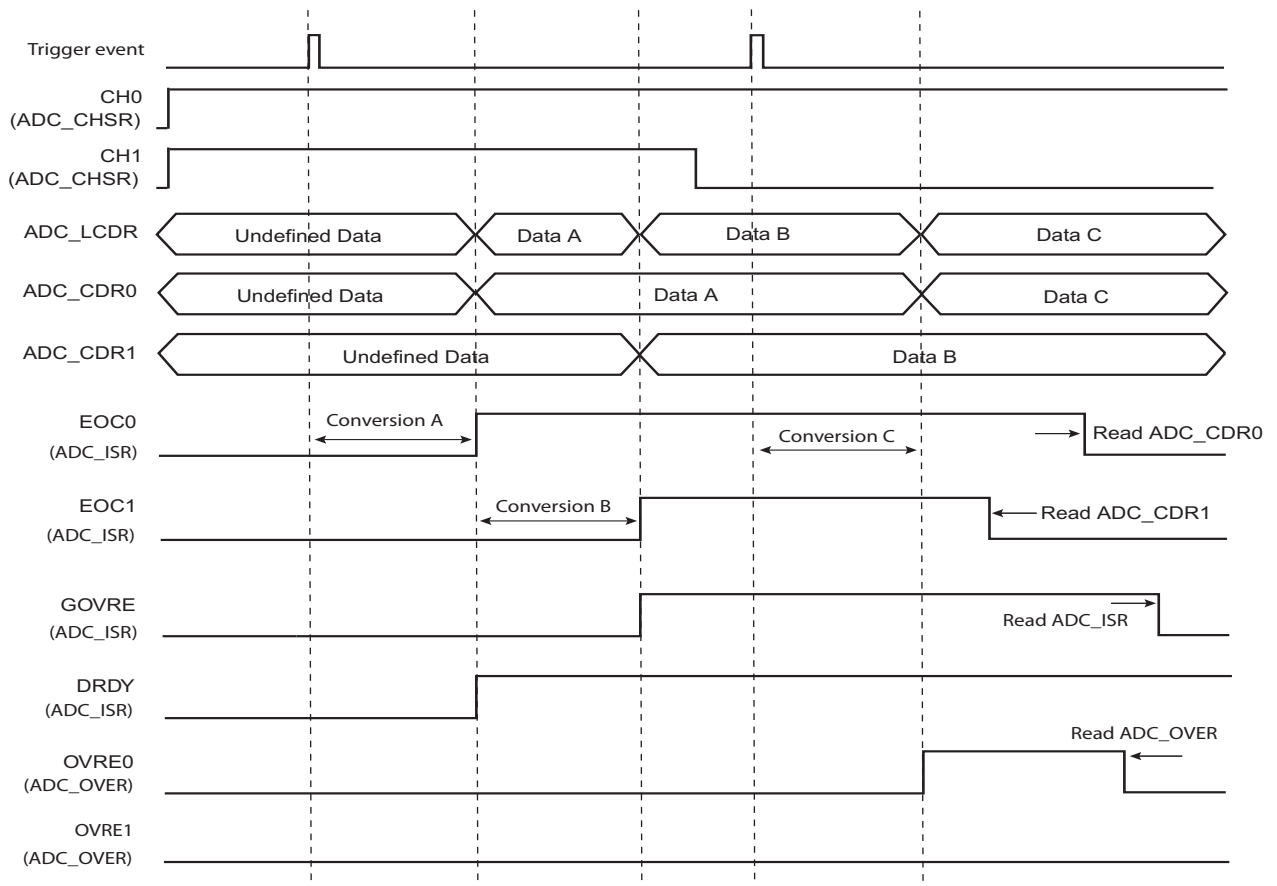 Trigger event
CH0
(ADC_CHSR)
CH1
(ADC_CHSR)
ADC_LCDR
Undefined Data
Data A
Data B
Data C
ADC_CDR0
Undefined Data
Data A
Data C
ADC_CDR1
Undefined Data
Data B
EOC0
(ADC_ISR)
Conversion A
Conversion C
Read ADC_CDR0
EOC1
(ADC_ISR)
Conversion B
Read ADC_CDR1
GOVRE
(ADC_ISR)
Read ADC_ISR
DRDY
(ADC_ISR)
Read ADC_OVER
OVRE0
(ADC_OVER)
OVRE1
(ADC_OVER)